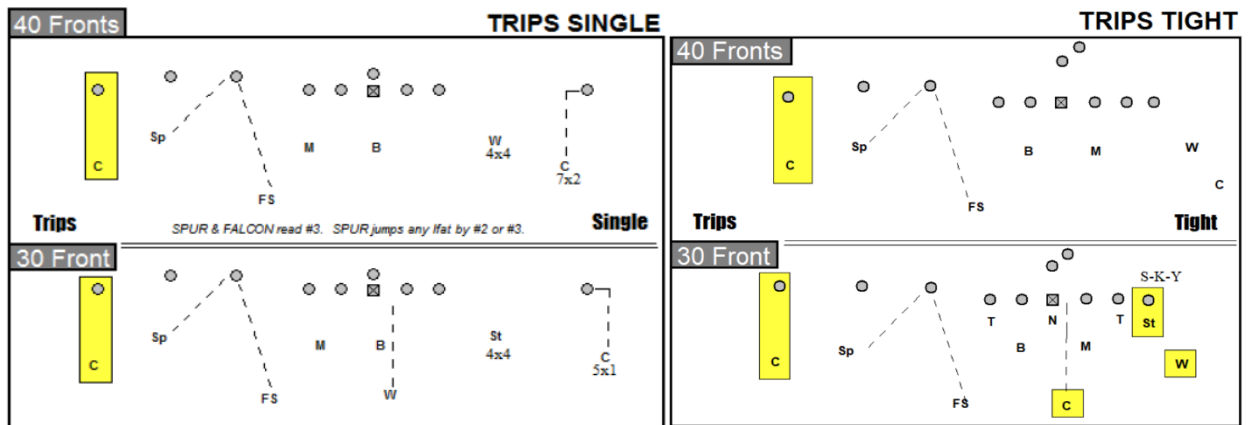 40 Fronts
TRIPS SINGLE
Sp
M
B
W
4x4
C
C
7x2
FS
Trips
SPUR & FALCON read #3. SPUR jumps any lfat by #2 or #3.
Single
30 Front
Sp
M
B
St
4x4
C
C
5x1
FS
W
TRIPS TIGHT
40 Fronts
Sp
B
M
W
C
C
FS
Trips
Tight
30 Front
S-K-Y
T
N
T
St
Sp
B
M
C
W
FS
C